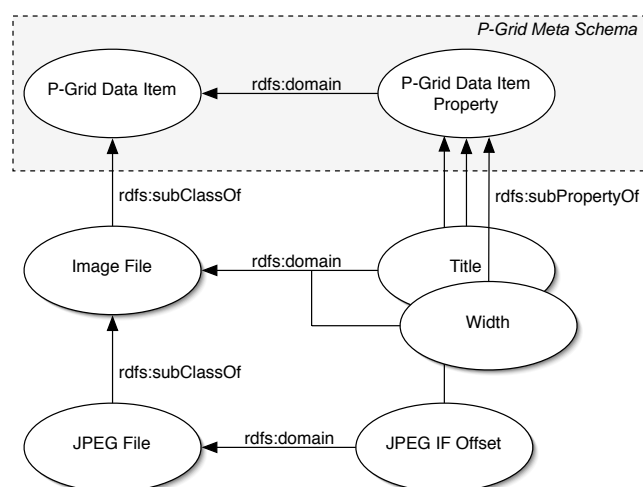 P-Grid Meta Schema
P-Grid Data Item
rdfs:domain
P-Grid Data Item
Property
rdfs:subClassOf
rdfs:subPropertyOf
Image File
rdfs:domain
Title
Width
rdfs:subClassOf
JPEG File
rdfs:domain
JPEG IF Offset